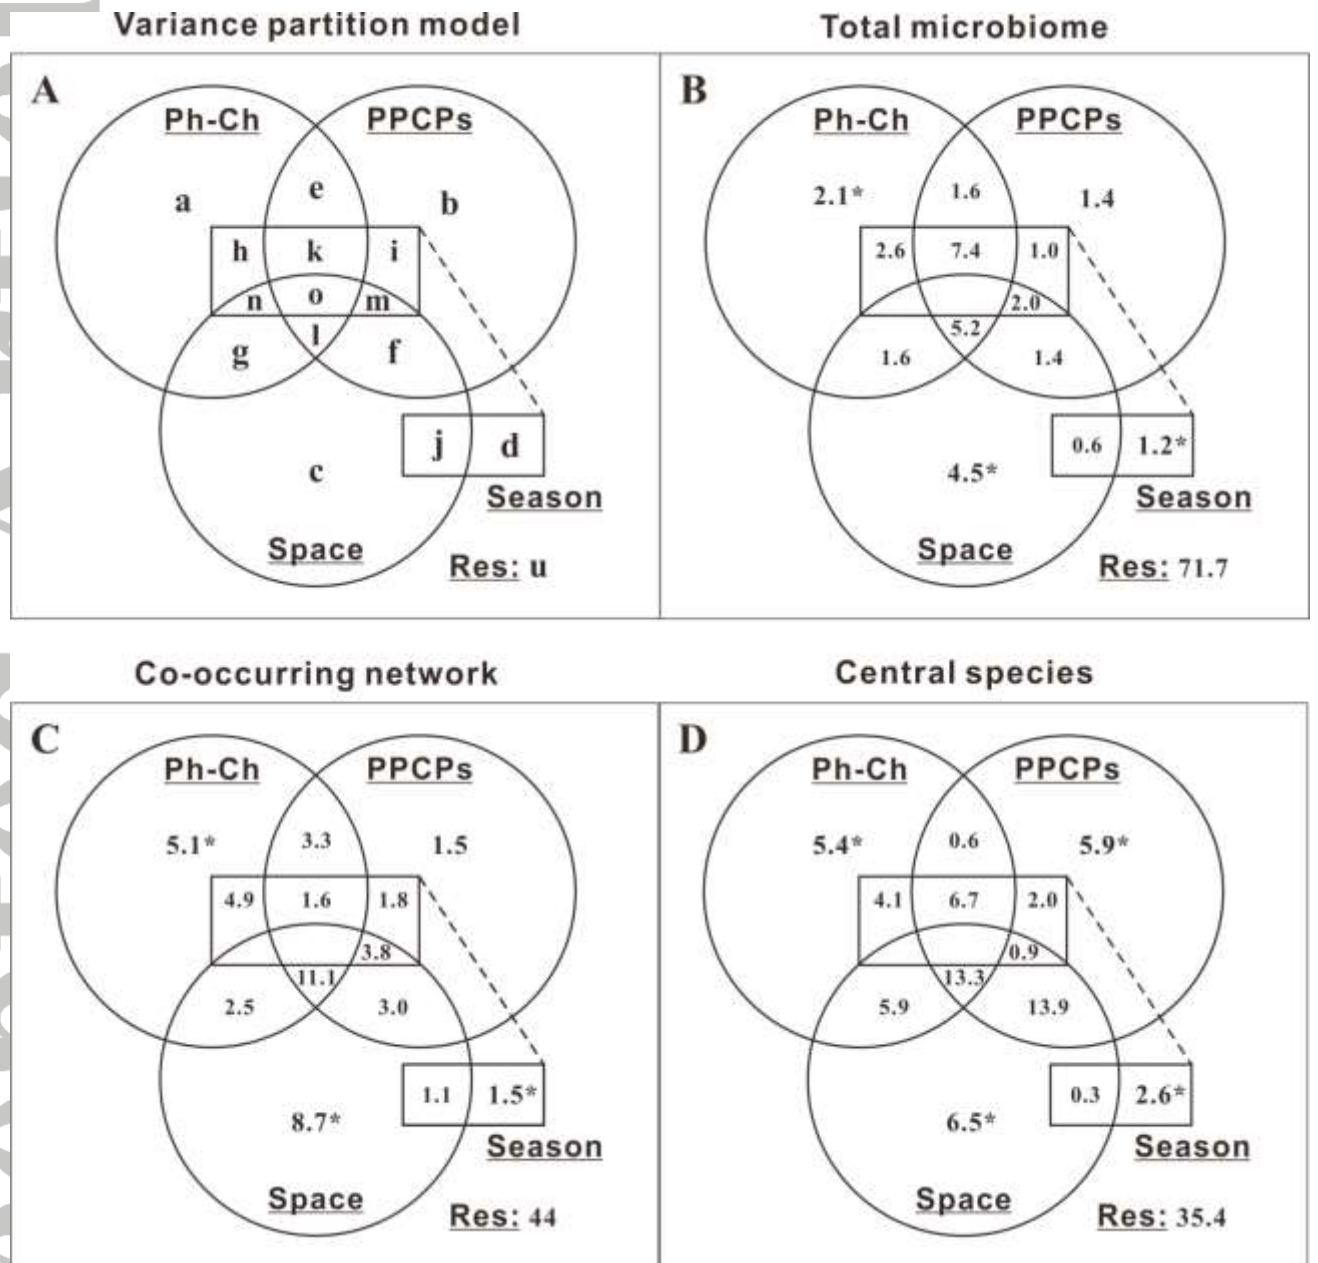 Variance partition model
Total microbiome
A
Ph-Ch
PPCPs
a
e
b
h
k
i
n
o
m
g
l
f
j
d
c
Season
Space
Res: u
B
Ph-Ch
PPCPs
2.1*
1.6
1.4
2.6
7.4
1.0
2.0
5.2
1.6
1.4
0.6
1.2*
4.5*
Season
Space
Res: 71.7
Co-occurring network
Central species
C
Ph-Ch
PPCPs
5.1*
3.3
1.5
4.9
1.6
1.8
3.8
11.1
2.5
3.0
1.1
1.5*
8.7*
Season
Space
Res: 44
D
Ph-Ch
PPCPs
5.4*
0.6
5.9*
4.1
6.7
2.0
0.9
13.3
5.9
13.9
0.3
2.6*
6.5*
Season
Space
Res: 35.4